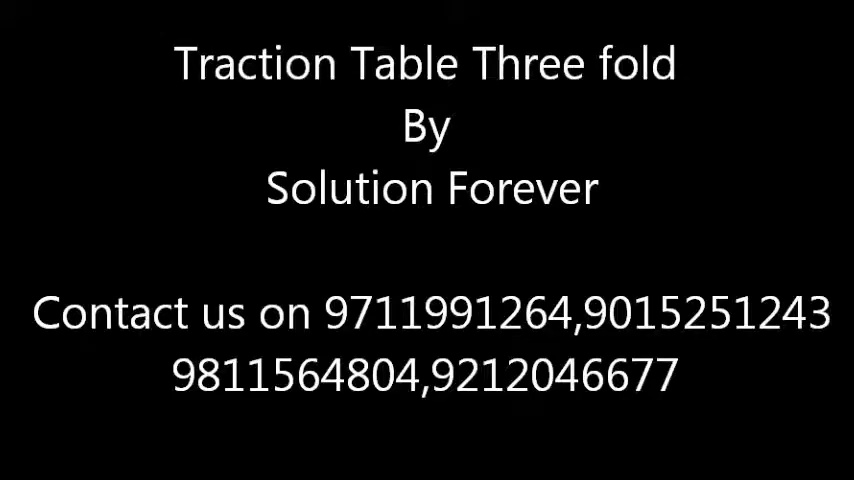 Traction Table Three fold
By
Solution Forever
Contact us on 9711991264,9015251243
9811564804,9212046677